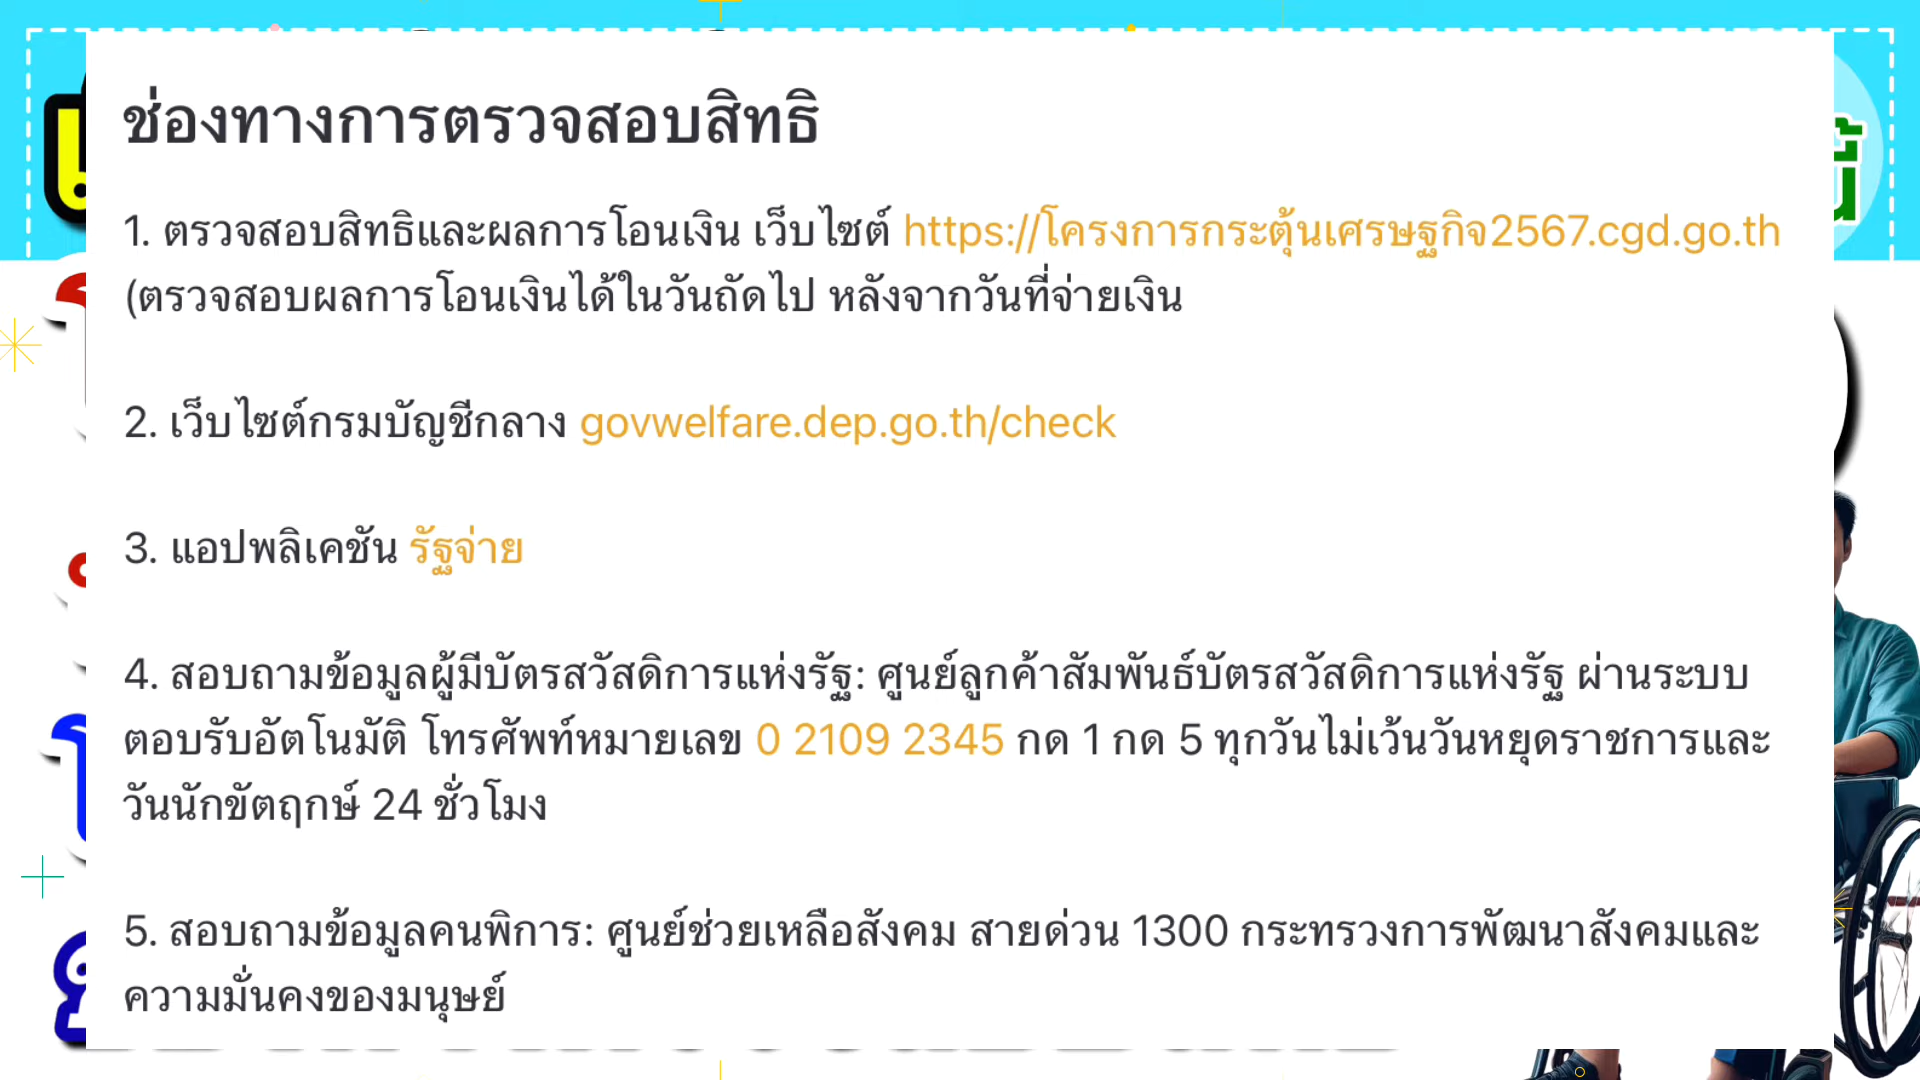 ช่องทางการตรวจสอบสิทธิ
1. ตรวจสอบสิทธิและผลการโอนเงิน เว็บไซต์ https://โครงการกระตุ้นเศรษฐกิจ2567.cgd.go.th
(ตรวจสอบผลการโอนเงินได้ในวันถัดไป หลังจากวันที่จ่ายเงิน
2. เว็บไซต์กรมบัญชีกลาง govwelfare.dep.go.th/check
3. แอปพลิเคชัน รัฐจ่าย
4. สอบถามข้อมูลผู้มีบัตรสวัสดิการแห่งรัฐ: ศูนย์ลูกค้าสัมพันธ์บัตรสวัสดิการแห่งรัฐ ผ่านระบบ
ตอบรับอัตโนมัติ โทรศัพท์หมายเลข 0 2109 2345 กด 1 กด 5 ทุกวันไม่เว้นวันหยุดราชการและ
วันนักขัตฤกษ์ 24 ชั่วโมง
5. สอบถามข้อมูลคนพิการ: ศูนย์ช่วยเหลือสังคม สายด่วน 1300 กระทรวงการพัฒนาสังคมและ
ความมั่นคงของมนุษย์